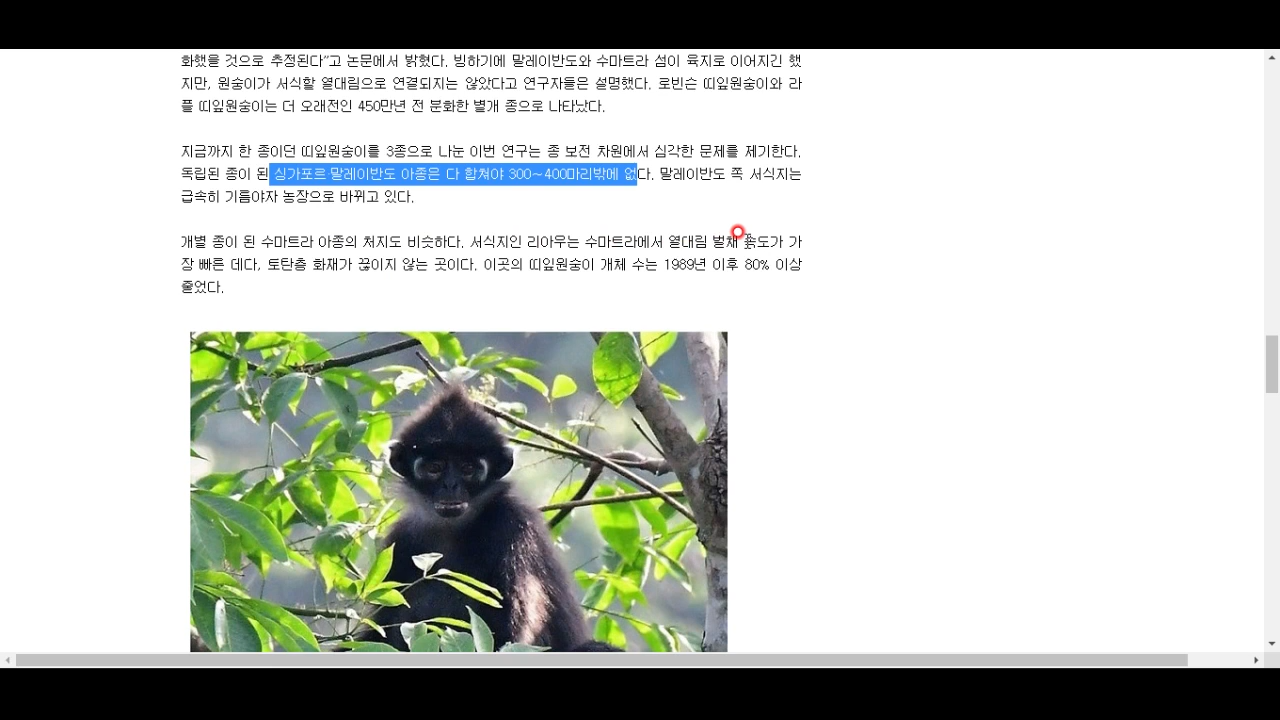 화했을 것으로 추정된다”고 논문에서 밝혔다. 빙하기에 말레이반도와 수마트라 섬이 육지로 이어지긴 했
지만, 원숭이가 서식할 열대림으로 연결되지는 않았다고 연구자들은 설명했다. 로빈슨 띠잎원숭이와 라
플 띠잎원숭이는 더 오래전인 450만년 전 분화한 별개 종으로 나타났다.
지금까지 한 종이던 띠잎원숭이를 3종으로 나눈 이번 연구는 종 보전 차원에서 심각한 문제를 제기한다.
독립된 종이 된 싱가포르·말레이반도 아종은 다 합쳐야 300∼400마리밖에 없다. 말레이반도 쪽 서식지는
급속히 기름야자 농장으로 바뀌고 있다.
개별 종이 된 수마트라 아종의 처지도 비슷하다. 서식지인 리아우는 수마트라에서 열대림 벌채 속도가 가
장 빠른 데다, 토탄층 화재가 끊이지 않는 곳이다. 이곳의 띠잎원숭이 개체 수는 1989년 이후 80% 이상
줄었다.